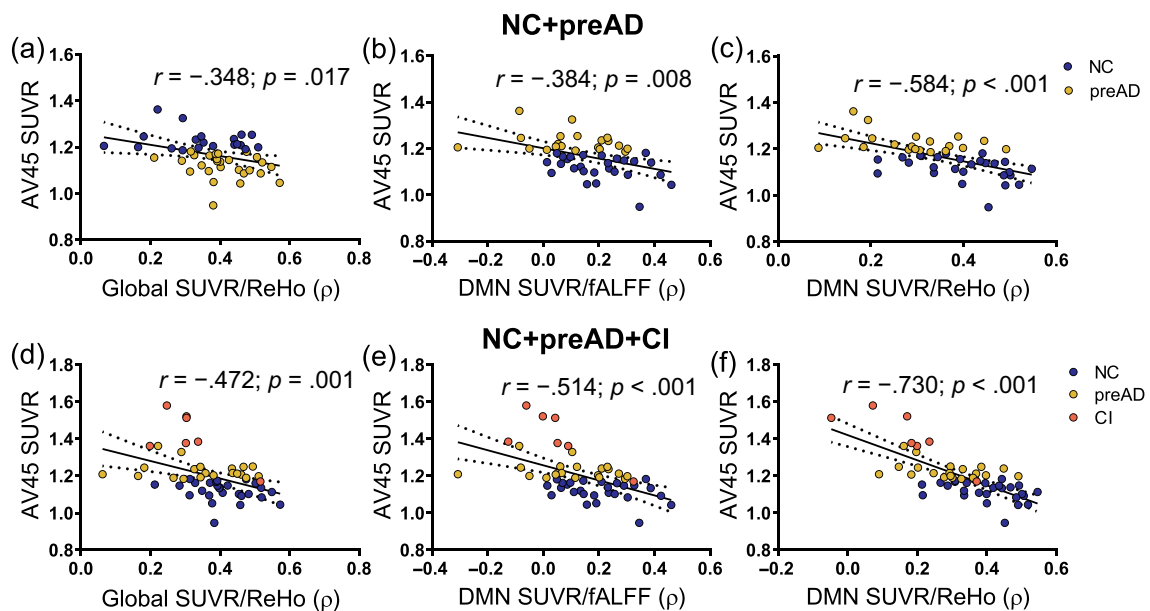 NC+preAD
(a)
1.6
1.4
1.2
1.0
0.8
AV45 SUVR
r = −.348; p = .017
0.0 0.2 0.4 0.6 0.8
Global SUVR/ReHo (ρ)
(b)
1.6
1.4
1.2
1.0
0.8
AV45 SUVR
r = −.384; p = .008
−0.4 −0.2 0.0 0.2 0.4 0.6
DMN SUVR/fALFF (ρ)
(c)
1.6
1.4
1.2
1.0
0.8
AV45 SUVR
r = −.584; p < .001
0.0 0.2 0.4 0.6
DMN SUVR/ReHo (ρ)
NC
preAD
NC+preAD+CI
(d)
1.8
1.6
1.4
1.2
1.0
0.8
AV45 SUVR
r = −.472; p = .001
0.0 0.2 0.4 0.6 0.8
Global SUVR/ReHo (ρ)
(e)
1.8
1.6
1.4
1.2
1.0
0.8
AV45 SUVR
r = −.514; p < .001
−0.4 −0.2 0.0 0.2 0.4 0.6
DMN SUVR/fALFF (ρ)
(f)
1.8
1.6
1.4
1.2
1.0
0.8
AV45 SUVR
r = −.730; p < .001
−0.2 0.0 0.2 0.4 0.6
DMN SUVR/ReHo (ρ)
NC
preAD
CI